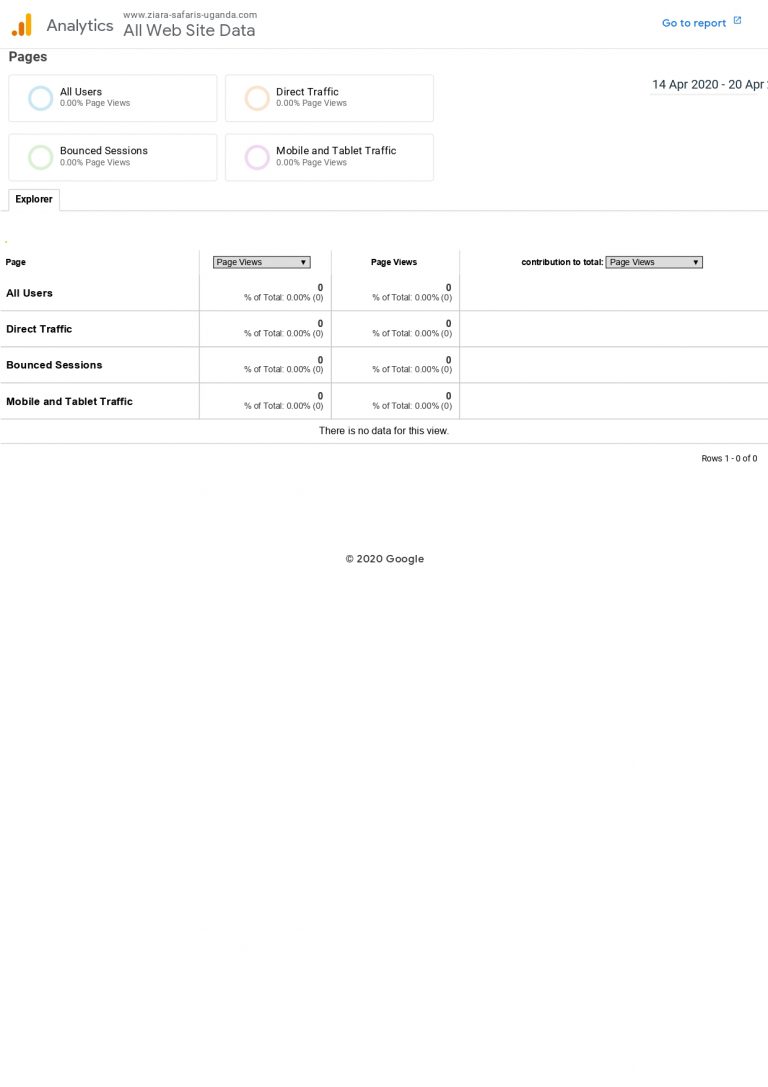 Analytics
www.ziara-safaris-uganda.com
All Web Site Data
Go to report
Pages
All Users
0.00% Page Views
Direct Traffic
0.00% Page Views
14 Apr 2020 - 20 Apr
Bounced Sessions
0.00% Page Views
Mobile and Tablet Traffic
0.00% Page Views
Explorer
Page Page Views Page Views contribution to total: Page Views
All Users 0 0
% of Total: 0.00% (0) % of Total: 0.00% (0)
Direct Traffic 0 0
% of Total: 0.00% (0) % of Total: 0.00% (0)
Bounced Sessions 0 0
% of Total: 0.00% (0) % of Total: 0.00% (0)
Mobile and Tablet Traffic 0 0
% of Total: 0.00% (0) % of Total: 0.00% (0)
There is no data for this view.
Rows 1 - 0 of 0
© 2020 Google